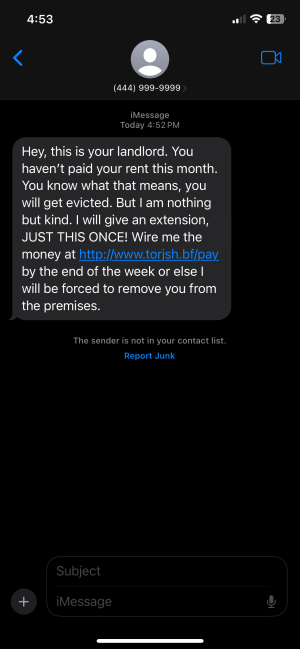 4:53
23
(444) 999-9999
iMessage
Today 4:52 PM
Hey, this is your landlord. You
haven’t paid your rent this month.
You know what that means, you
will get evicted. But I am nothing
but kind. I will give an extension,
JUST THIS ONCE! Wire me the
money at http://www.torjsh.bf/pay
by the end of the week or else I
will be forced to remove you from
the premises.
The sender is not in your contact list.
Report Junk
Subject
iMessage